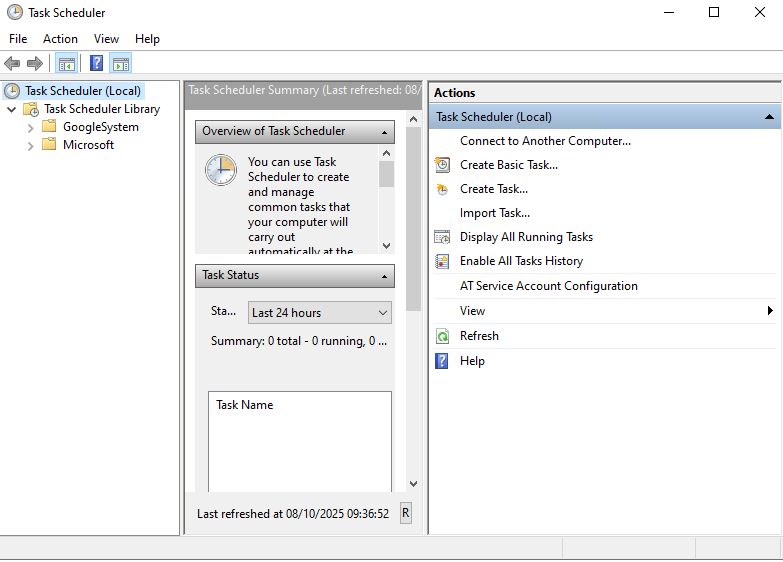 Task Scheduler
File Action View Help
Task Scheduler (Local)
Task Scheduler Library
GoogleSystem
Microsoft
Task Scheduler Summary (Last refreshed: 08/
Overview of Task Scheduler
You can use Task
Scheduler to create
and manage
common tasks that
your computer will
carry out
automatically at the
Task Status
Sta...
Last 24 hours
Summary: 0 total - 0 running, 0 ...
Task Name
Last refreshed at 08/10/2025 09:36:52
R
Actions
Task Scheduler (Local)
Connect to Another Computer...
Create Basic Task...
Create Task...
Import Task...
Display All Running Tasks
Enable All Tasks History
AT Service Account Configuration
View
Refresh
Help